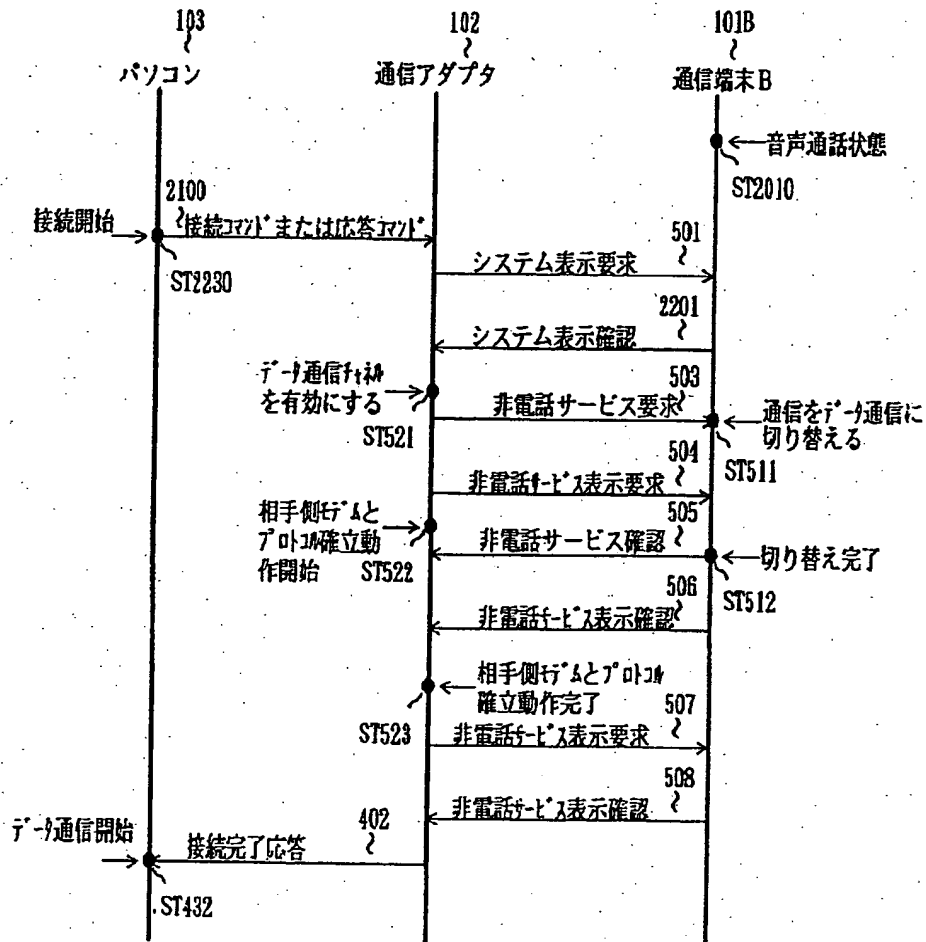 103
102
101B
パソコン
通信アダプタ
通信端末B
音声通話状態
ST2010
2100
接続開始
接続コマンドまたは応答コマンド
ST2230
501
システム表示要求
2201
システム表示確認
データ通信チャネル
を有効にする
ST521
503
非電話サービス要求
通信をデータ通信に
切り替える
ST511
504
非電話サービス表示要求
相手側モデムと
プロトコル確立動
作開始
ST522
505
非電話サービス確認
切り替え完了
ST512
506
非電話サービス表示確認
相手側モデムとプロトコル
確立動作完了
ST523
507
非電話サービス表示要求
508
非電話サービス表示確認
データ通信開始
402
接続完了応答
ST432